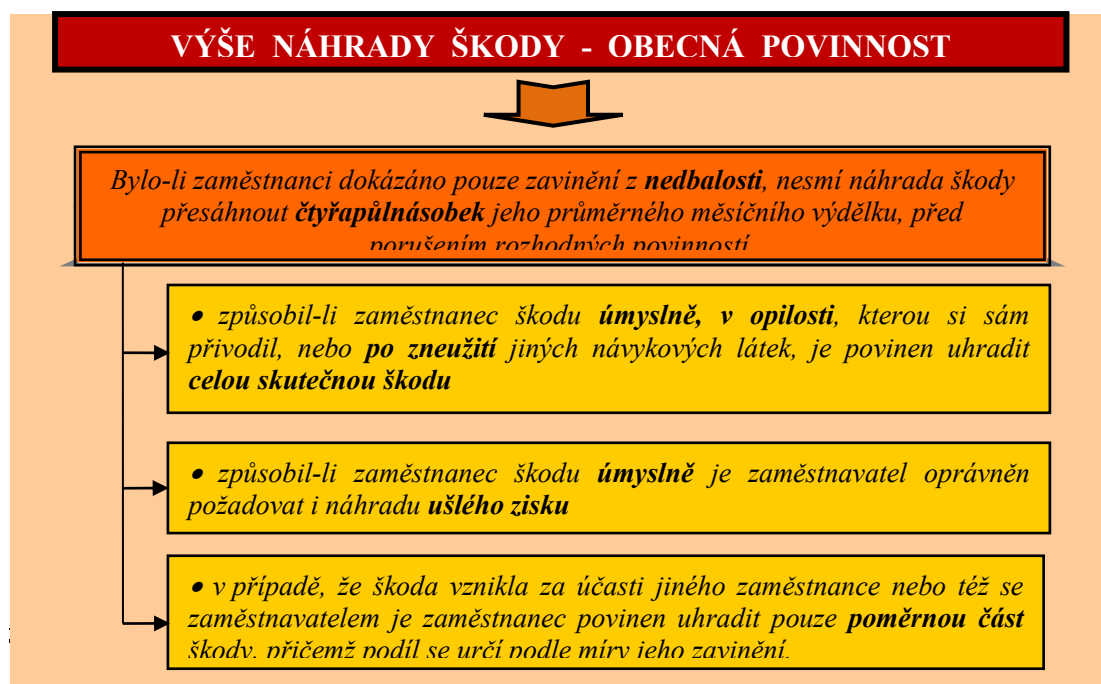 VÝŠE NÁHRADY ŠKODY - OBECNÁ POVINNOST
Bylo-li zaměstnanci dokázáno pouze zavinění z nedbalosti, nesmí náhrada škody
přesáhnout čtyřapůlnásobek jeho průměrného měsíčního výdělku, před
porušením rozhodných povinností
• způsobil-li zaměstnanec škodu úmyslně, v opilosti, kterou si sám
přivodil, nebo po zneužití jiných návykových látek, je povinen uhradit
celou skutečnou škodu
• způsobil-li zaměstnanec škodu úmyslně je zaměstnavatel oprávněn
požadovat i náhradu ušlého zisku
• v případě, že škoda vznikla za účasti jiného zaměstnance nebo též se
zaměstnavatelem je zaměstnanec povinen uhradit pouze poměrnou část
škody, přičemž podíl se určí podle míry jeho zavinění.